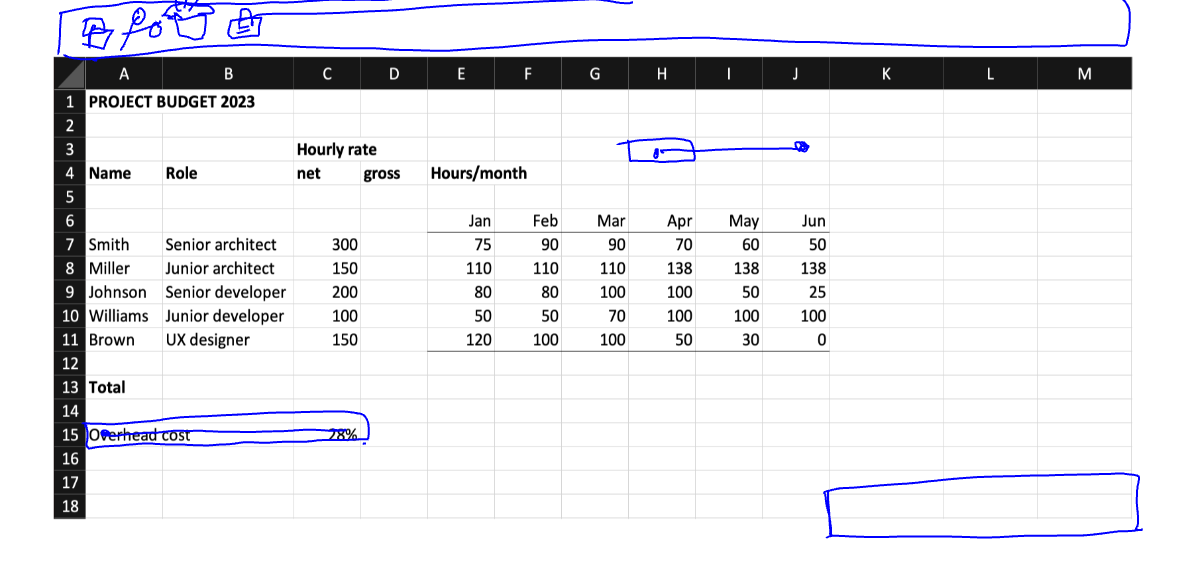 A B C D E F G H I J K L M
1 PROJECT BUDGET 2023
2
3 Hourly rate
4 Name Role net gross Hours/month
5
6 Jan Feb Mar Apr May Jun
7 Smith Senior architect 300 75 90 90 70 60 50
8 Miller Junior architect 150 110 110 110 138 138 138
9 Johnson Senior developer 200 80 80 100 100 50 25
10 Williams Junior developer 100 50 50 70 100 100 100
11 Brown UX designer 150 120 100 100 50 30 0
12
13 Total
14
15 Overhead cost 28%
16
17
18